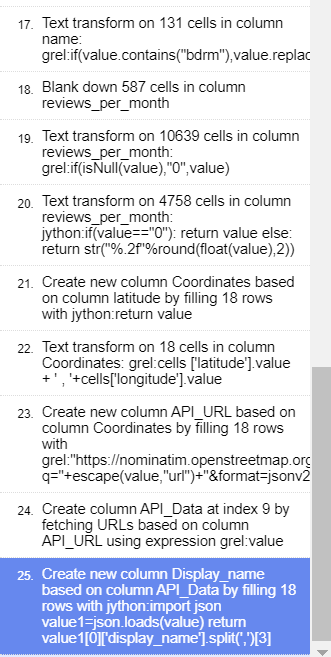 17. Text transform on 131 cells in column
name:
grel:if(value.contains("bdrm"),value.replac
18. Blank down 587 cells in column
reviews_per_month
19. Text transform on 10639 cells in column
reviews_per_month:
grel:if(isNull(value),"0",value)
20. Text transform on 4758 cells in column
reviews_per_month:
jython:if(value=="0"): return value else:
return str("%.2f"%round(float(value),2))
21. Create new column Coordinates based
on column latitude by filling 18 rows
with jython:return value
22. Text transform on 18 cells in column
Coordinates: grel:cells ['latitude'].value
+ ' , '+cells['longitude'].value
23. Create new column API_URL based on
column Coordinates by filling 18 rows
with
grel:"https://nominatim.openstreetmap.org
q="+escape(value,"url")+"&format=jsonv2
24. Create column API_Data at index 9 by
fetching URLs based on column
API_URL using expression grel:value
25. Create new column Display_name
based on column API_Data by filling 18
rows with jython:import json
value1=json.loads(value) return
value1[0]['display_name'].split(',')[3]